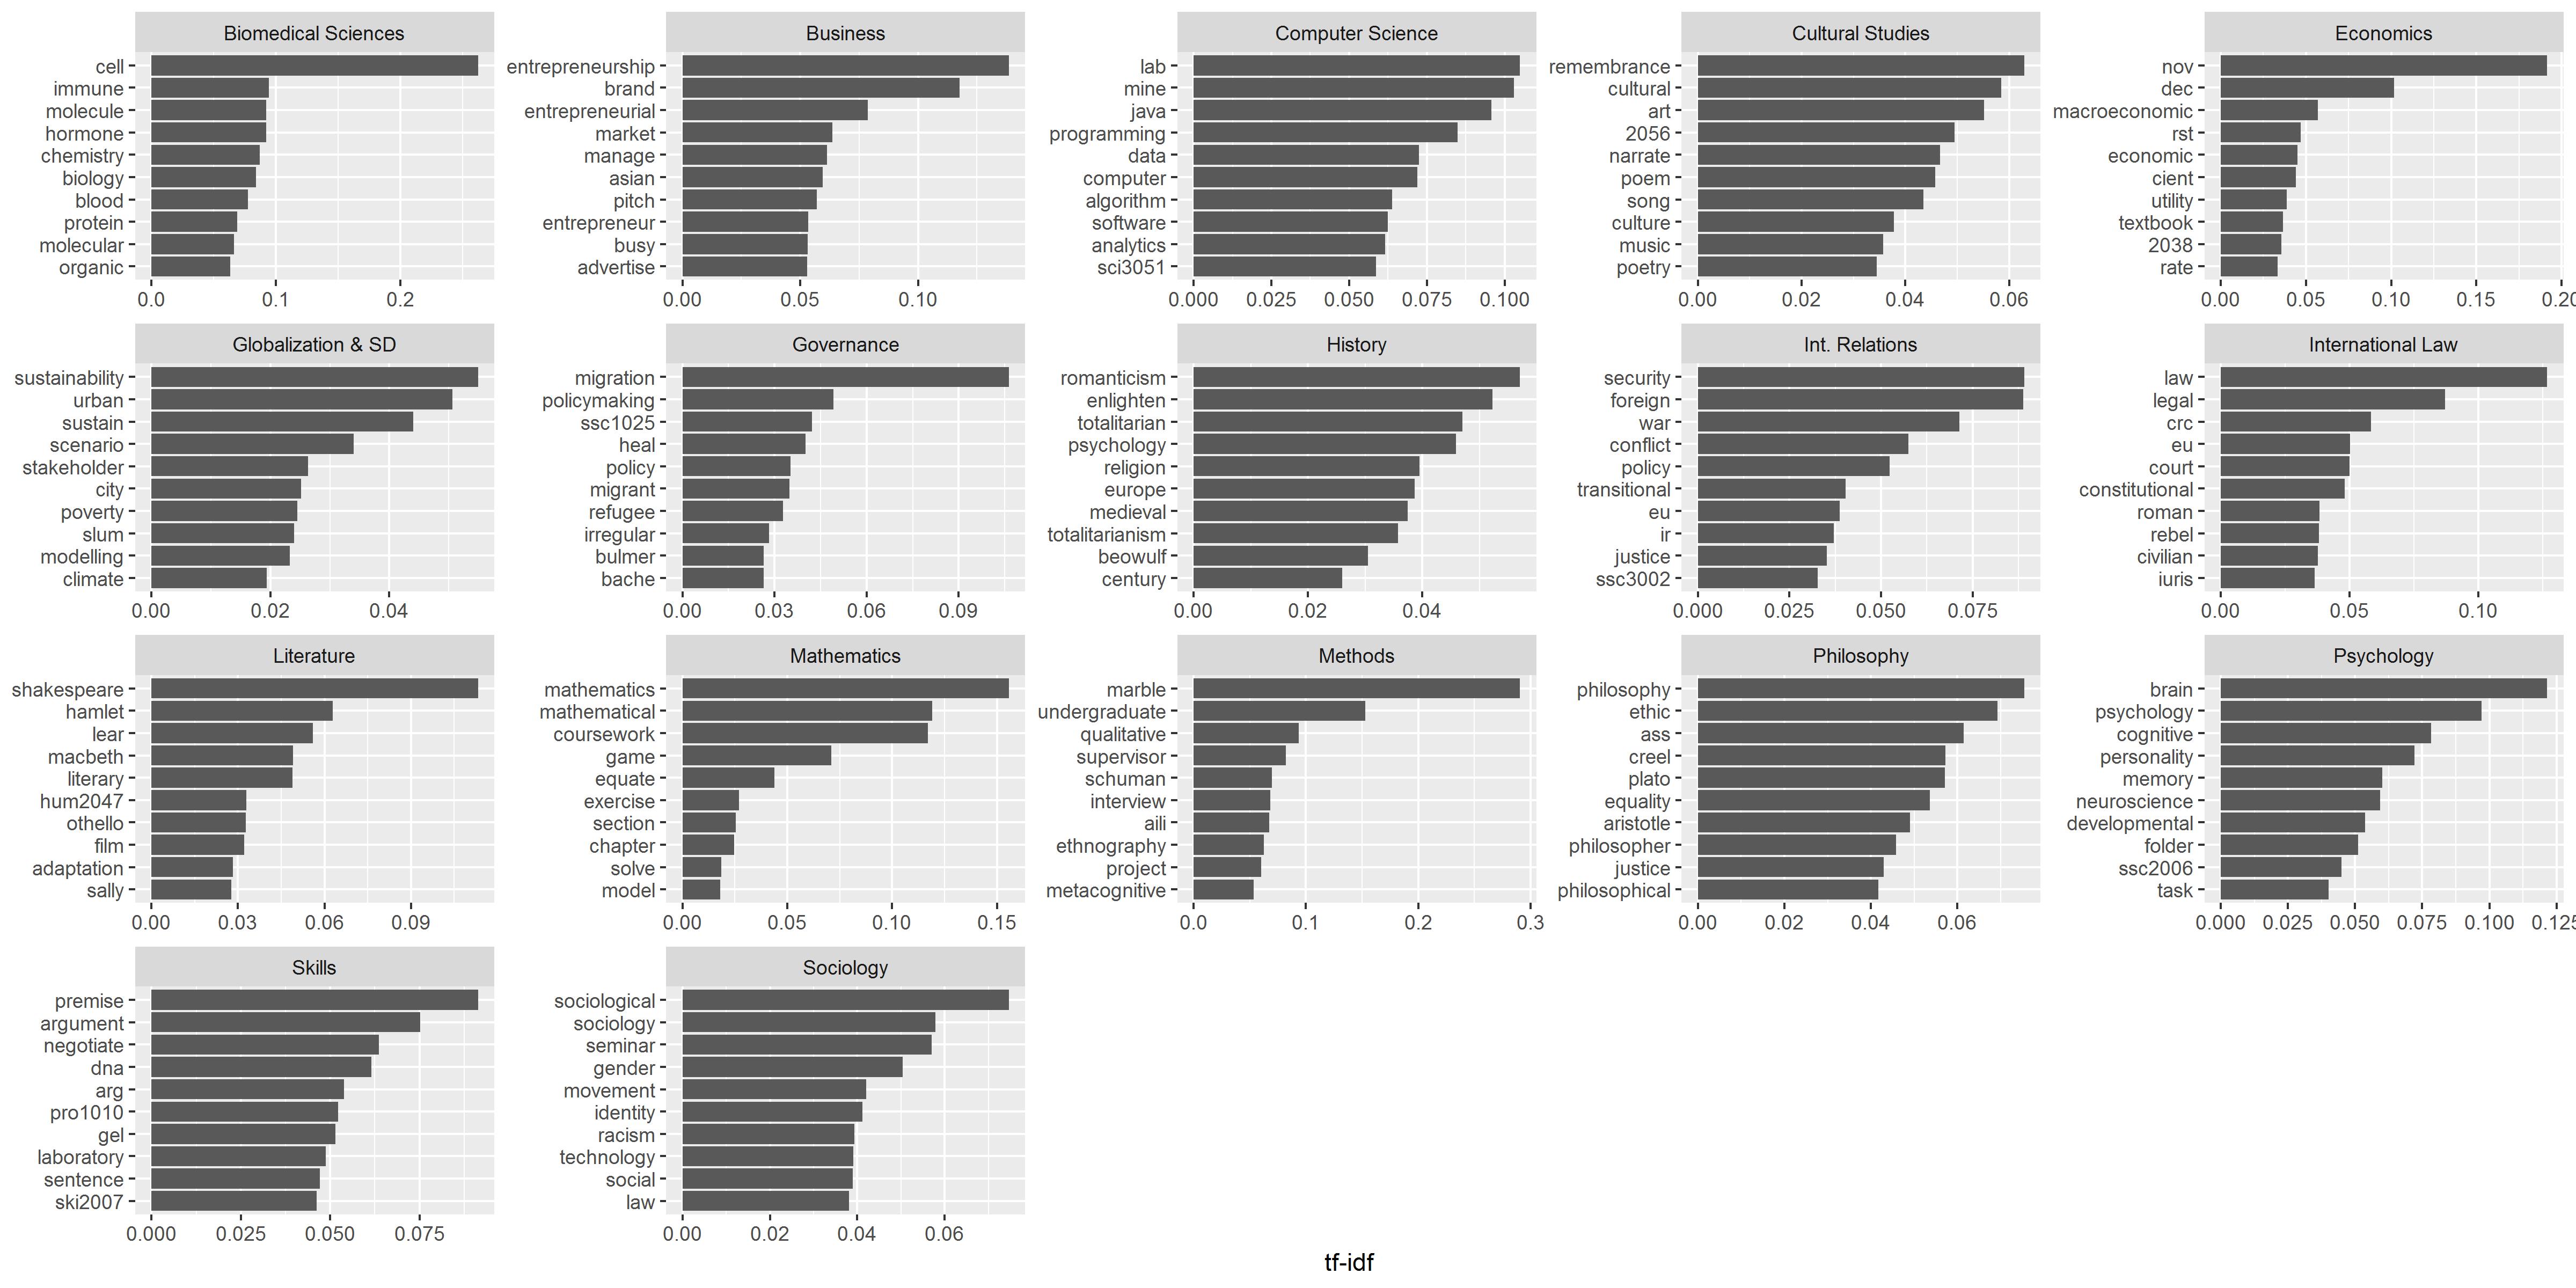 Biomedical Sciences
cell
immune
molecule
hormone
chemistry
biology
blood
protein
molecular
organic
0.0 0.1 0.2
Business
entrepreneurship
brand
entrepreneurial
market
manage
asian
pitch
entrepreneur
busy
advertise
0.00 0.05 0.10
Computer Science
lab
mine
java
programming
data
computer
algorithm
software
analytics
sci3051
0.000 0.025 0.050 0.075 0.100
Cultural Studies
remembrance
cultural
art
2056
narrate
poem
song
culture
music
poetry
0.00 0.02 0.04 0.06
Economics
nov
dec
macroeconomic
rst
economic
cient
utility
textbook
2038
rate
0.00 0.05 0.10 0.15 0.20
Globalization & SD
sustainability
urban
sustain
scenario
stakeholder
city
poverty
slum
modelling
climate
0.00 0.02 0.04
Governance
migration
policymaking
ssc1025
heal
policy
migrant
refugee
irregular
bulmer
bache
0.00 0.03 0.06 0.09
History
romanticism
enlighten
totalitarian
psychology
religion
europe
medieval
totalitarianism
beowulf
century
0.00 0.02 0.04
Int. Relations
security
foreign
war
conflict
policy
transitional
eu
ir
justice
ssc3002
0.000 0.025 0.050 0.075
International Law
law
legal
crc
eu
court
constitutional
roman
rebel
civilian
iuris
0.00 0.05 0.10
Literature
shakespeare
hamlet
lear
macbeth
literary
hum2047
othello
film
adaptation
sally
0.00 0.03 0.06 0.09
Mathematics
mathematics
mathematical
coursework
game
equate
exercise
section
chapter
solve
model
0.00 0.05 0.10 0.15
Methods
marble
undergraduate
qualitative
supervisor
schuman
interview
aili
ethnography
project
metacognitive
0.0 0.1 0.2 0.3
Philosophy
philosophy
ethic
ass
creel
plato
equality
aristotle
philosopher
justice
philosophical
0.00 0.02 0.04 0.06
Psychology
brain
psychology
cognitive
personality
memory
neuroscience
developmental
folder
ssc2006
task
0.000 0.025 0.050 0.075 0.100 0.125
Skills
premise
argument
negotiate
dna
arg
pro1010
gel
laboratory
sentence
ski2007
0.000 0.025 0.050 0.075
Sociology
sociological
sociology
seminar
gender
movement
identity
racism
technology
social
law
0.00 0.02 0.04 0.06
tf-idf